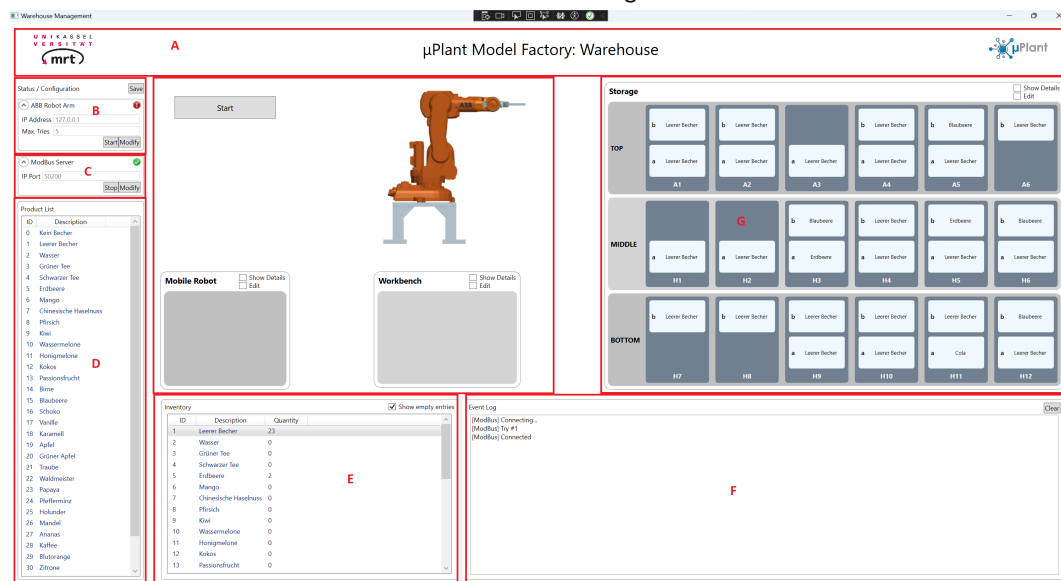 Warehouse Management
UNIKASSEL
VERSITÄT
mrt
A
µPlant Model Factory: Warehouse
µPlant
Status / Configuration
Save
ABB Robot Arm
B
IP Address 127.0.0.1
Max. Tries 5
Start Modify
ModBus Server
C
IP Port 50200
Stop Modify
Product List
ID Description
0 Kein Becher
1 Leerer Becher
2 Wasser
3 Grüner Tee
4 Schwarzer Tee
5 Erdbeere
6 Mango
7 Chinesische Haselnuss
8 Pfirsich
9 Kiwi
10 Wassermelone
11 Honigmelone
12 Kokos
13 Passionsfrucht
14 Birne
15 Blaubeere
16 Schoko
17 Vanille
18 Karamell
19 Apfel
20 Grüner Apfel
21 Traube
22 Waldmeister
23 Papaya
24 Pfefferminz
25 Holunder
26 Mandel
27 Ananas
28 Kaffee
29 Blutorange
30 Zitrone
D
Start
ABB
Mobile Robot
Show Details
Edit
Workbench
Show Details
Edit
Storage
Show Details
Edit
TOP
b Leerer Becher b Leerer Becher b Leerer Becher b Blaubeere b Leerer Becher
a Leerer Becher a Leerer Becher a Leerer Becher a Leerer Becher a Leerer Becher
A1 A2 A3 A4 A5 A6
MIDDLE
G
b Blaubeere b Leerer Becher b Erdbeere b Blaubeere
a Leerer Becher a Leerer Becher a Erdbeere a Leerer Becher a Leerer Becher a Leerer Becher
H1 H2 H3 H4 H5 H6
BOTTOM
b Leerer Becher b Leerer Becher b Leerer Becher b Leerer Becher b Leerer Becher b Blaubeere
a Leerer Becher a Leerer Becher a Cola a Leerer Becher
H7 H8 H9 H10 H11 H12
Inventory
Show empty entries
ID Description Quantity
1 Leerer Becher 23
2 Wasser 0
3 Grüner Tee 0
4 Schwarzer Tee 0
5 Erdbeere 2
6 Mango 0
7 Chinesische Haselnuss 0
8 Pfirsich 0
9 Kiwi 0
10 Wassermelone 0
11 Honigmelone 0
12 Kokos 0
13 Passionsfrucht 0
E
Event Log
Clear
[ModBus] Connecting...
[ModBus] Try #1
[ModBus] Connected
F